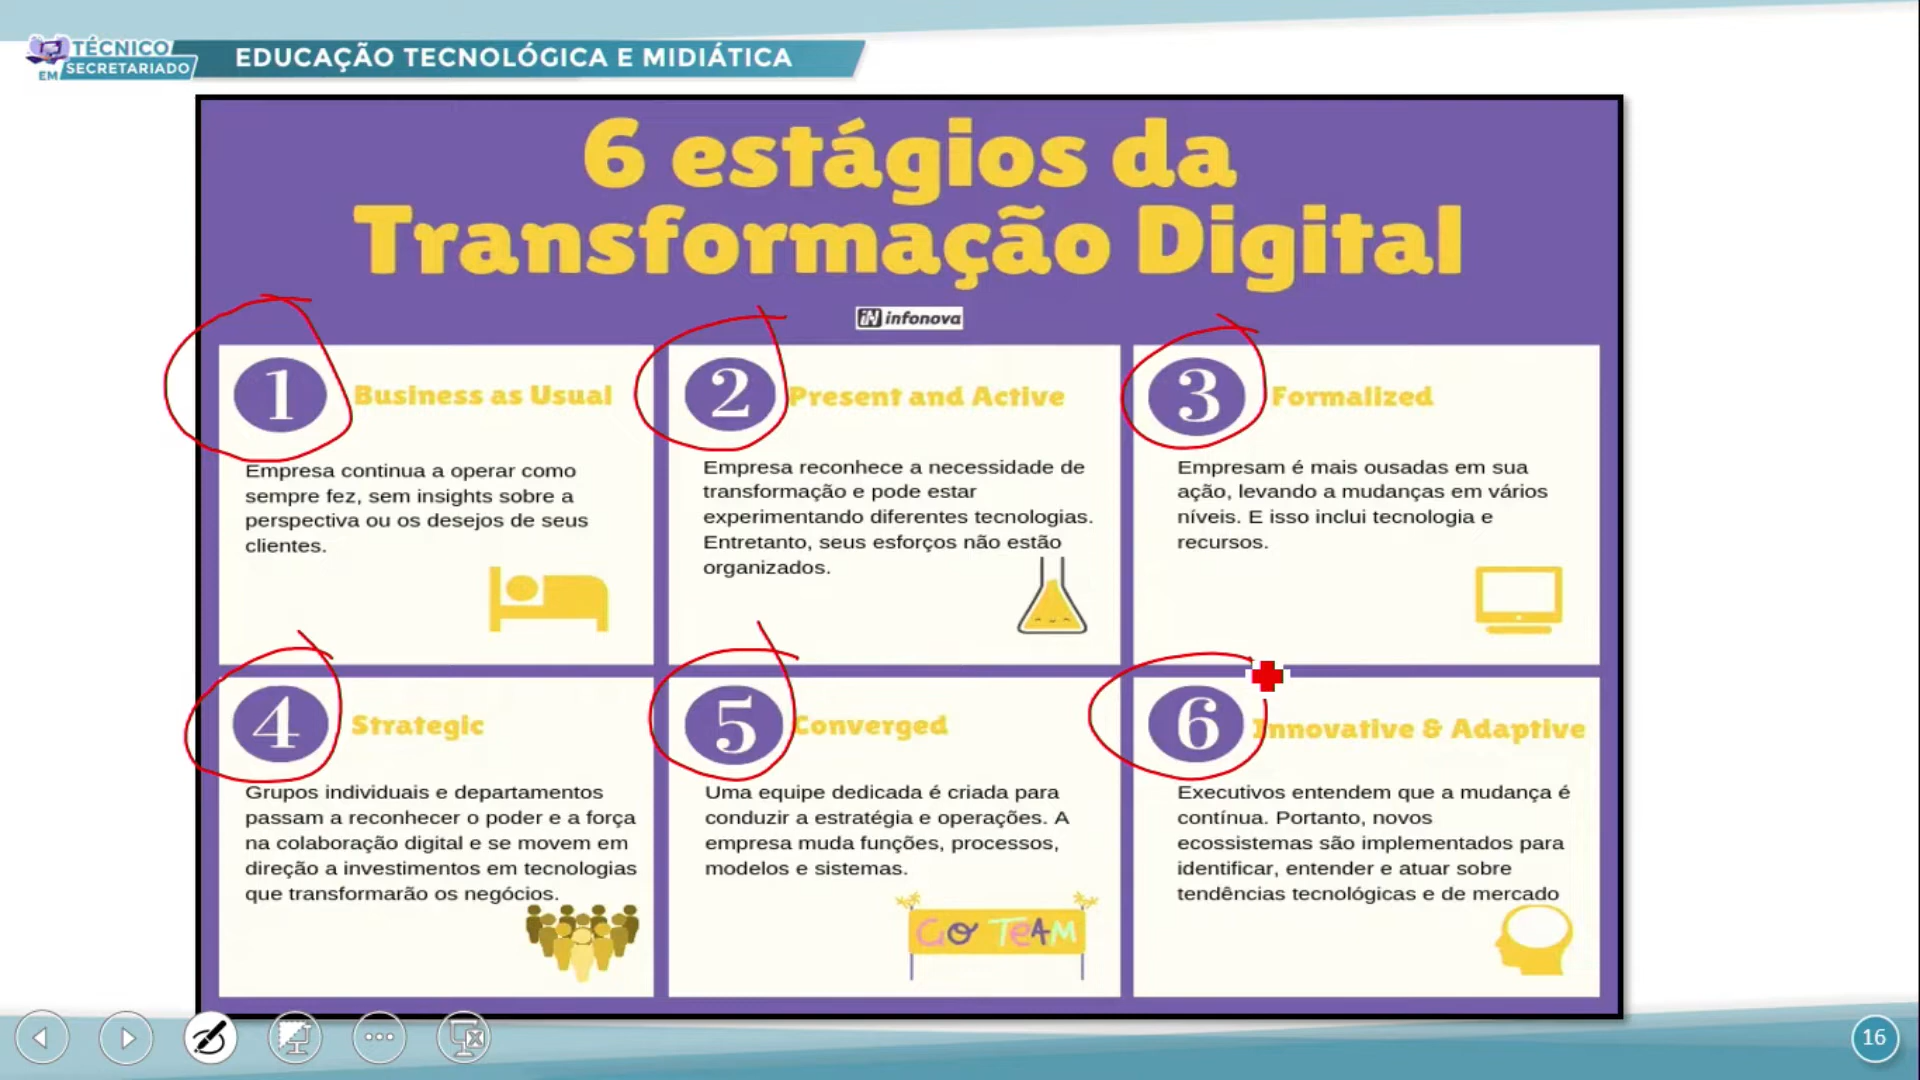 TÉCNICO
EM SECRETARIADO
EDUCAÇÃO TECNOLÓGICA E MIDIÁTICA
6 estágios da
Transformação Digital
iN infonova
1 Business as Usual
Empresa continua a operar como
sempre fez, sem insights sobre a
perspectiva ou os desejos de seus
clientes.
2 Present and Active
Empresa reconhece a necessidade de
transformação e pode estar
experimentando diferentes tecnologias.
Entretanto, seus esforços não estão
organizados.
3 Formalized
Empresam é mais ousadas em sua
ação, levando a mudanças em vários
níveis. E isso inclui tecnologia e
recursos.
4 Strategic
Grupos individuais e departamentos
passam a reconhecer o poder e a força
na colaboração digital e se movem em
direção a investimentos em tecnologias
que transformarão os negócios.
5 Converged
Uma equipe dedicada é criada para
conduzir a estratégia e operações. A
empresa muda funções, processos,
modelos e sistemas.
GO TeAM
6 Innovative & Adaptive
Executivos entendem que a mudança é
contínua. Portanto, novos
ecossistemas são implementados para
identificar, entender e atuar sobre
tendências tecnológicas e de mercado
16